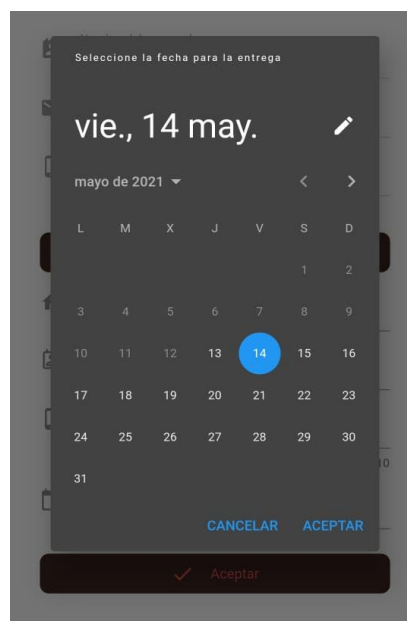 Seleccione la fecha para la entrega
vie., 14 may.
mayo de 2021
L M X J V S D
1 2
3 4 5 6 7 8 9
10 11 12 13 14 15 16
17 18 19 20 21 22 23
24 25 26 27 28 29 30
31
10
CANCELAR ACEPTAR
Aceptar